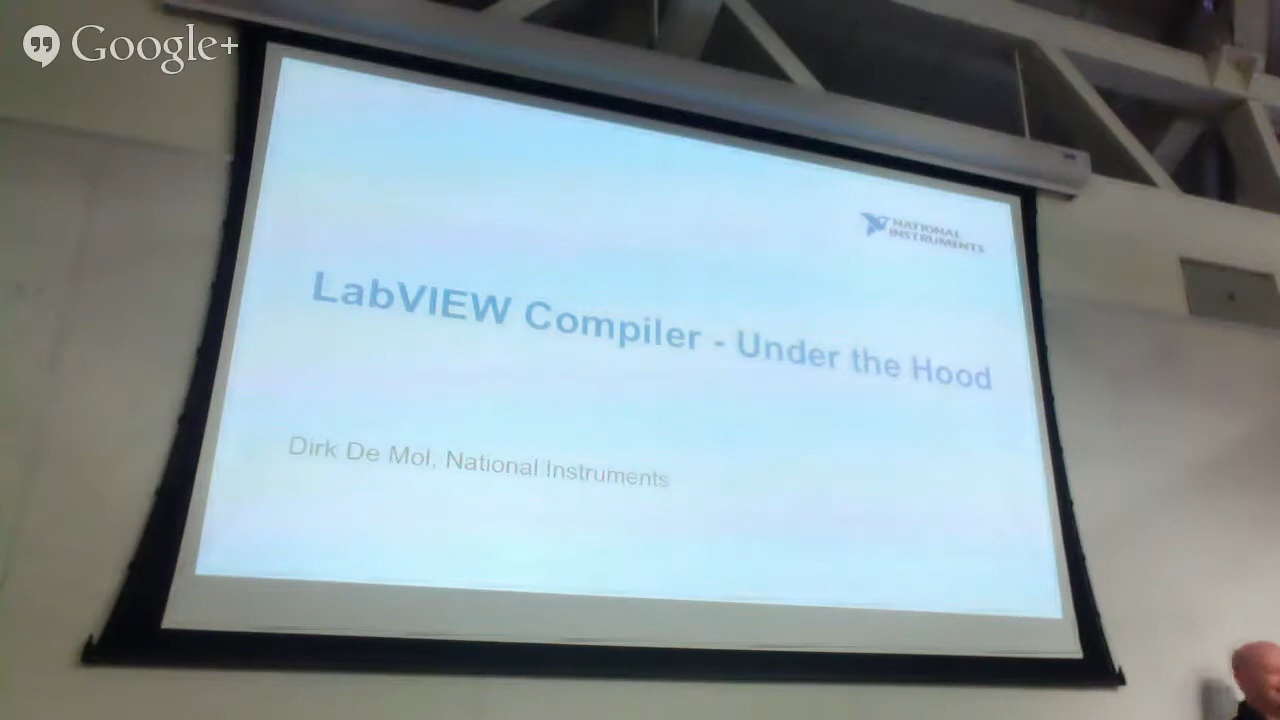 Google+
NATIONAL
INSTRUMENTS
LabVIEW Compiler - Under the Hood
Dirk De Mol, National Instruments